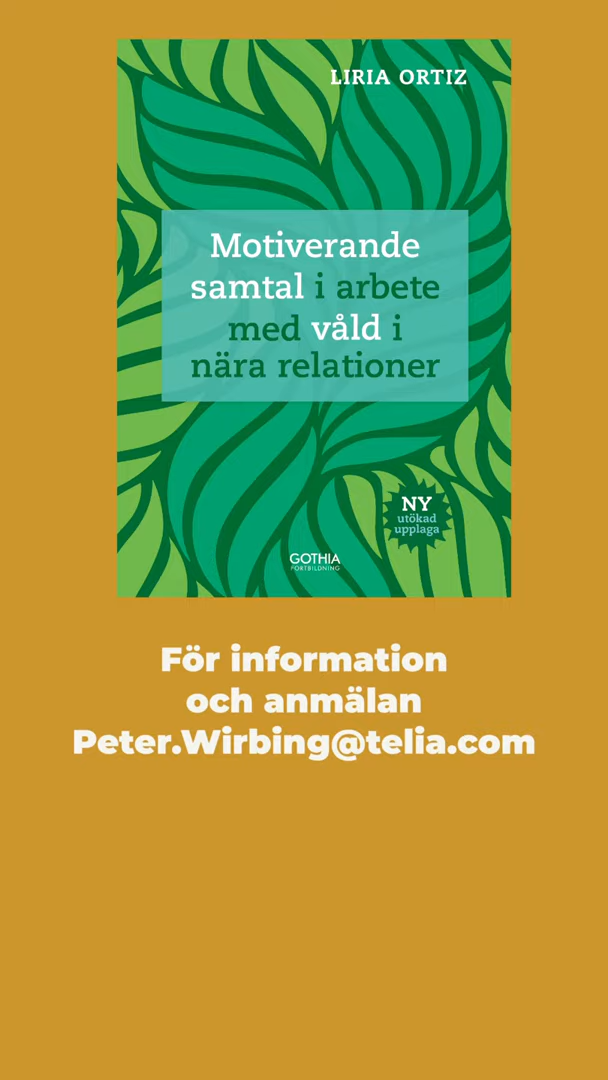 LIRIA ORTIZ
Motiverande
samtal i arbete
med våld i
nära relationer
NY
utökad
upplaga
GOTHIA
FORTBILDNING
För information
och anmälan
Peter.Wirbing@telia.com